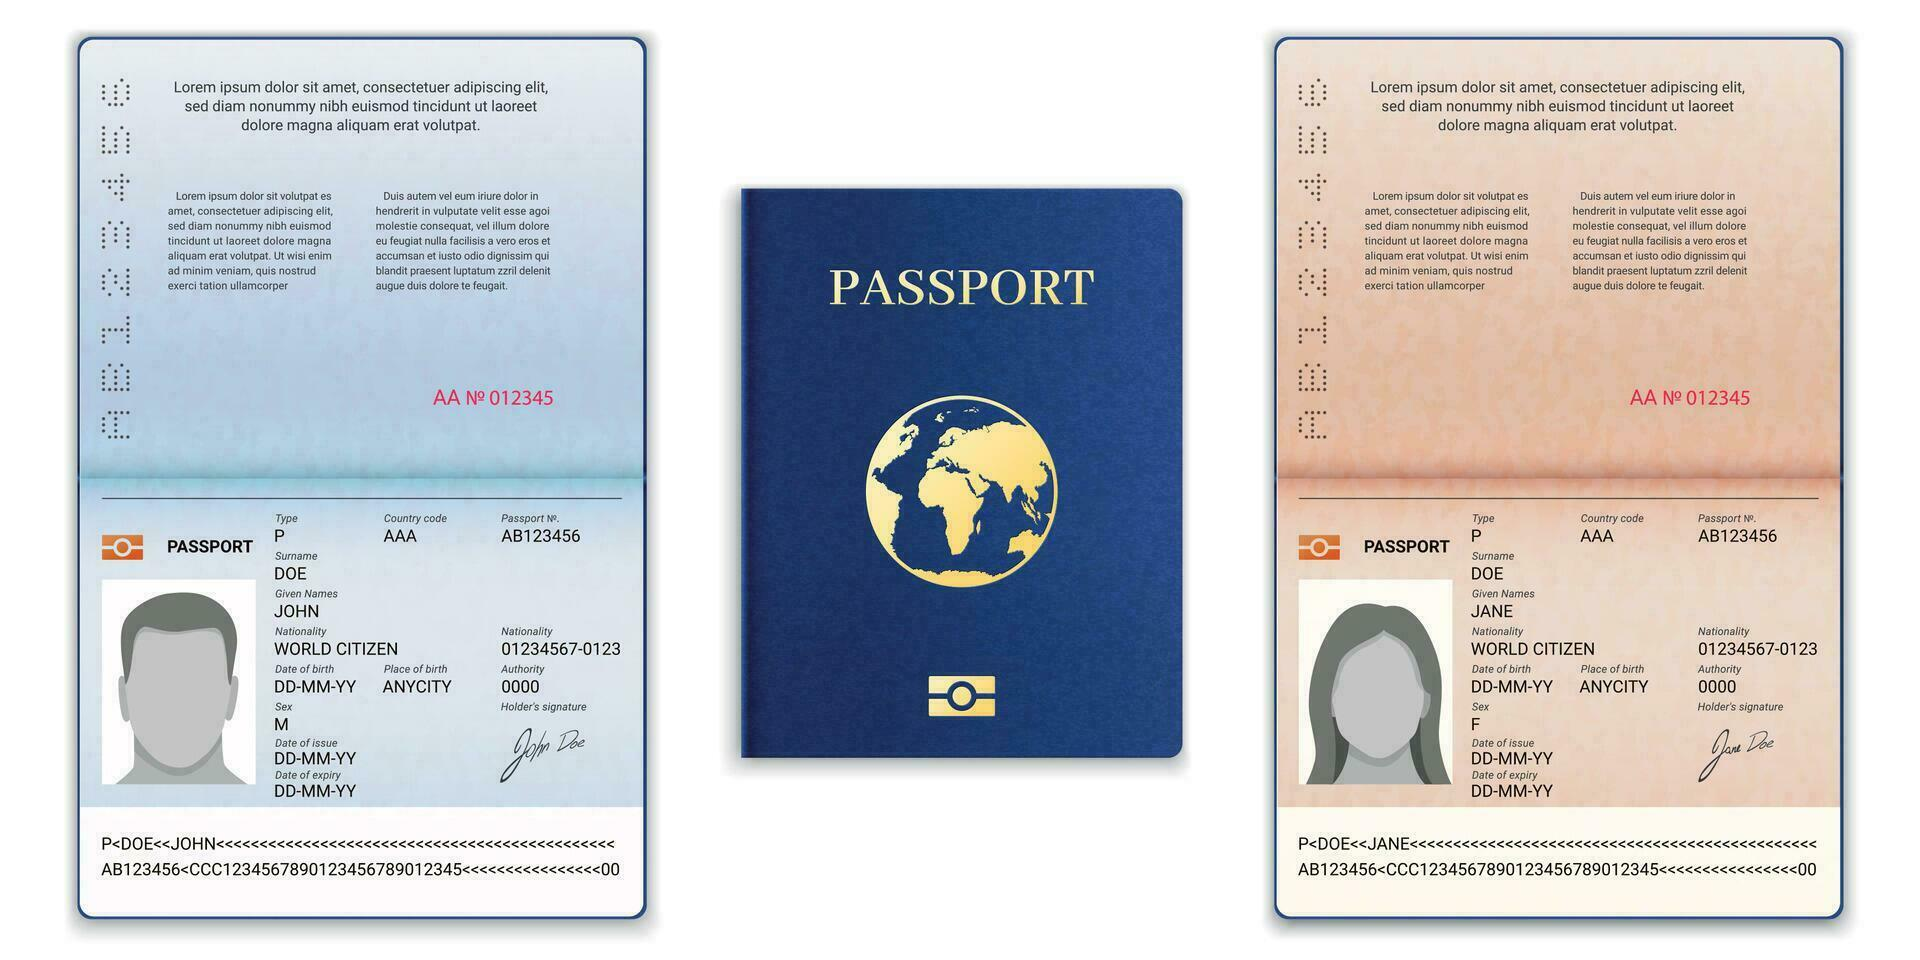 Lorem ipsum dolor sit amet, consectetuer adipiscing elit,
sed diam nonummy nibh euismod tincidunt ut laoreet
dolore magna aliquam erat volutpat.
Lorem ipsum dolor sit volutpat es
amet, consectetuer adipiscing elit,
sed diam nonummy nibh euismod
tincidunt ut laoreet dolore magna
aliquam erat volutpat. Ut wisi enim
ad minim veniam, quis nostrud
exerci tation ullamcorper
Duis autem vel eum iriure dolor in
hendrerit in vulputate velit esse agoi
molestie consequat, vel illum dolore
eu feugiat nulla facilisis a vero eros et
accumsan et iusto odio dignissim qui
blandit praesent luptatum zzril delenit
augue duis dolore te feugait.
AA № 012345
PASSPORT
Type
P
Country code
AAA
Passport №.
AB123456
Surname
DOE
Given Names
JOHN
Nationality
WORLD CITIZEN
Nationality
01234567-0123
Date of birth
DD-MM-YY
Place of birth
ANYCITY
Authority
0000
Sex
M
Holder's signature
John Doe
Date of issue
DD-MM-YY
Date of expiry
DD-MM-YY
P<DOE<<JOHN<<<<<<<<<<<<<<<<<<<<<<<<<<<<<<<<<<<<<<<<<<<<<<
AB123456<CCC1234567890123456789012345<<<<<<<<<<<<<<<<00
PASSPORT
Lorem ipsum dolor sit amet, consectetuer adipiscing elit,
sed diam nonummy nibh euismod tincidunt ut laoreet
dolore magna aliquam erat volutpat.
Lorem ipsum dolor sit volutpat es
amet, consectetuer adipiscing elit,
sed diam nonummy nibh euismod
tincidunt ut laoreet dolore magna
aliquam erat volutpat. Ut wisi enim
ad minim veniam, quis nostrud
exerci tation ullamcorper
Duis autem vel eum iriure dolor in
hendrerit in vulputate velit esse agoi
molestie consequat, vel illum dolore
eu feugiat nulla facilisis a vero eros et
accumsan et iusto odio dignissim qui
blandit praesent luptatum zzril delenit
augue duis dolore te feugait.
AA № 012345
PASSPORT
Type
P
Country code
AAA
Passport №.
AB123456
Surname
DOE
Given Names
JANE
Nationality
WORLD CITIZEN
Nationality
01234567-0123
Date of birth
DD-MM-YY
Place of birth
ANYCITY
Authority
0000
Sex
F
Holder's signature
Jane Doe
Date of issue
DD-MM-YY
Date of expiry
DD-MM-YY
P<DOE<<JANE<<<<<<<<<<<<<<<<<<<<<<<<<<<<<<<<<<<<<<<<<<<<<<<
AB123456<CCC1234567890123456789012345<<<<<<<<<<<<<<<<00